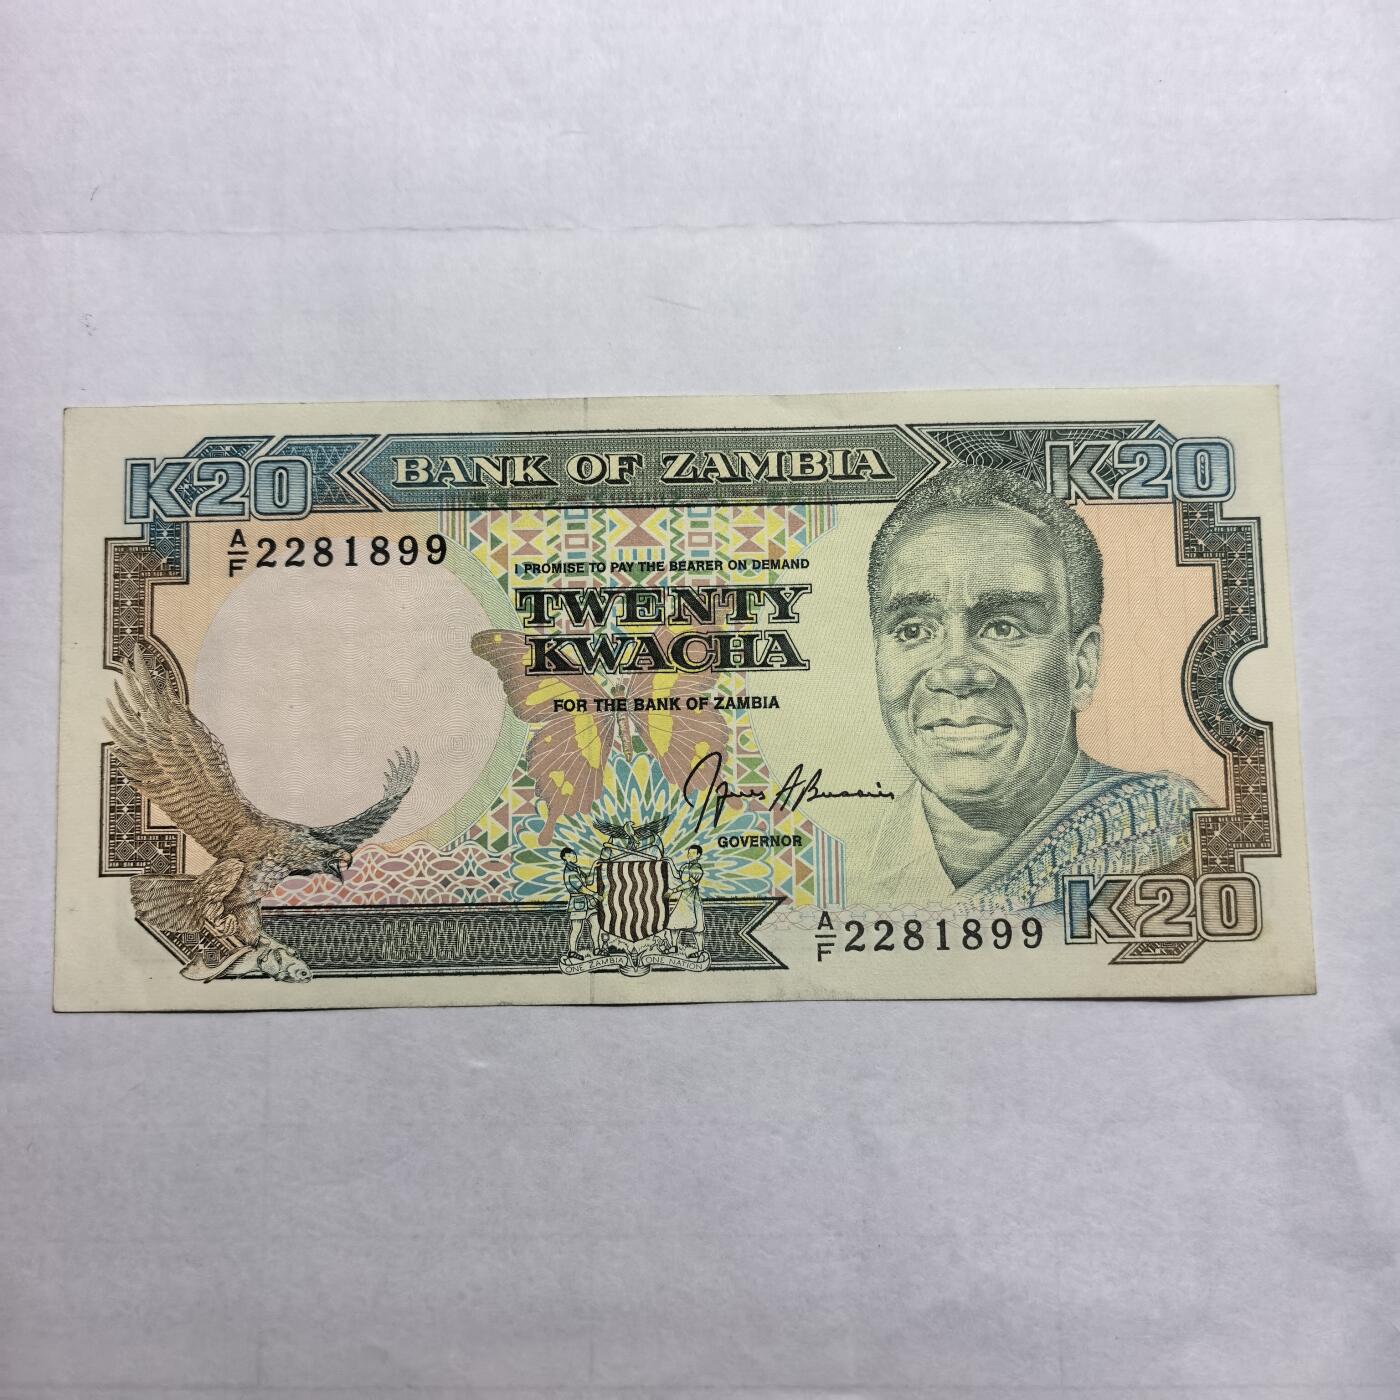 K20 BANK OF ZAMBIA K20
A/F 2281899
I PROMISE TO PAY THE BEARER ON DEMAND
TWENTY
KWACHA
FOR THE BANK OF ZAMBIA
GOVERNOR
A/F 2281899 K20
ONE ZAMBIA ONE NATION